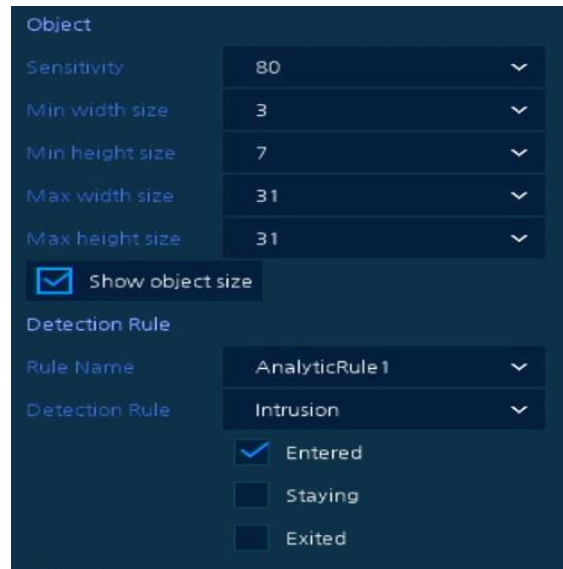 Object
Sensitivity 80
Min width size 3
Min height size 7
Max width size 31
Max height size 31
Show object size
Detection Rule
Rule Name AnalyticRule1
Detection Rule Intrusion
Entered
Staying
Exited